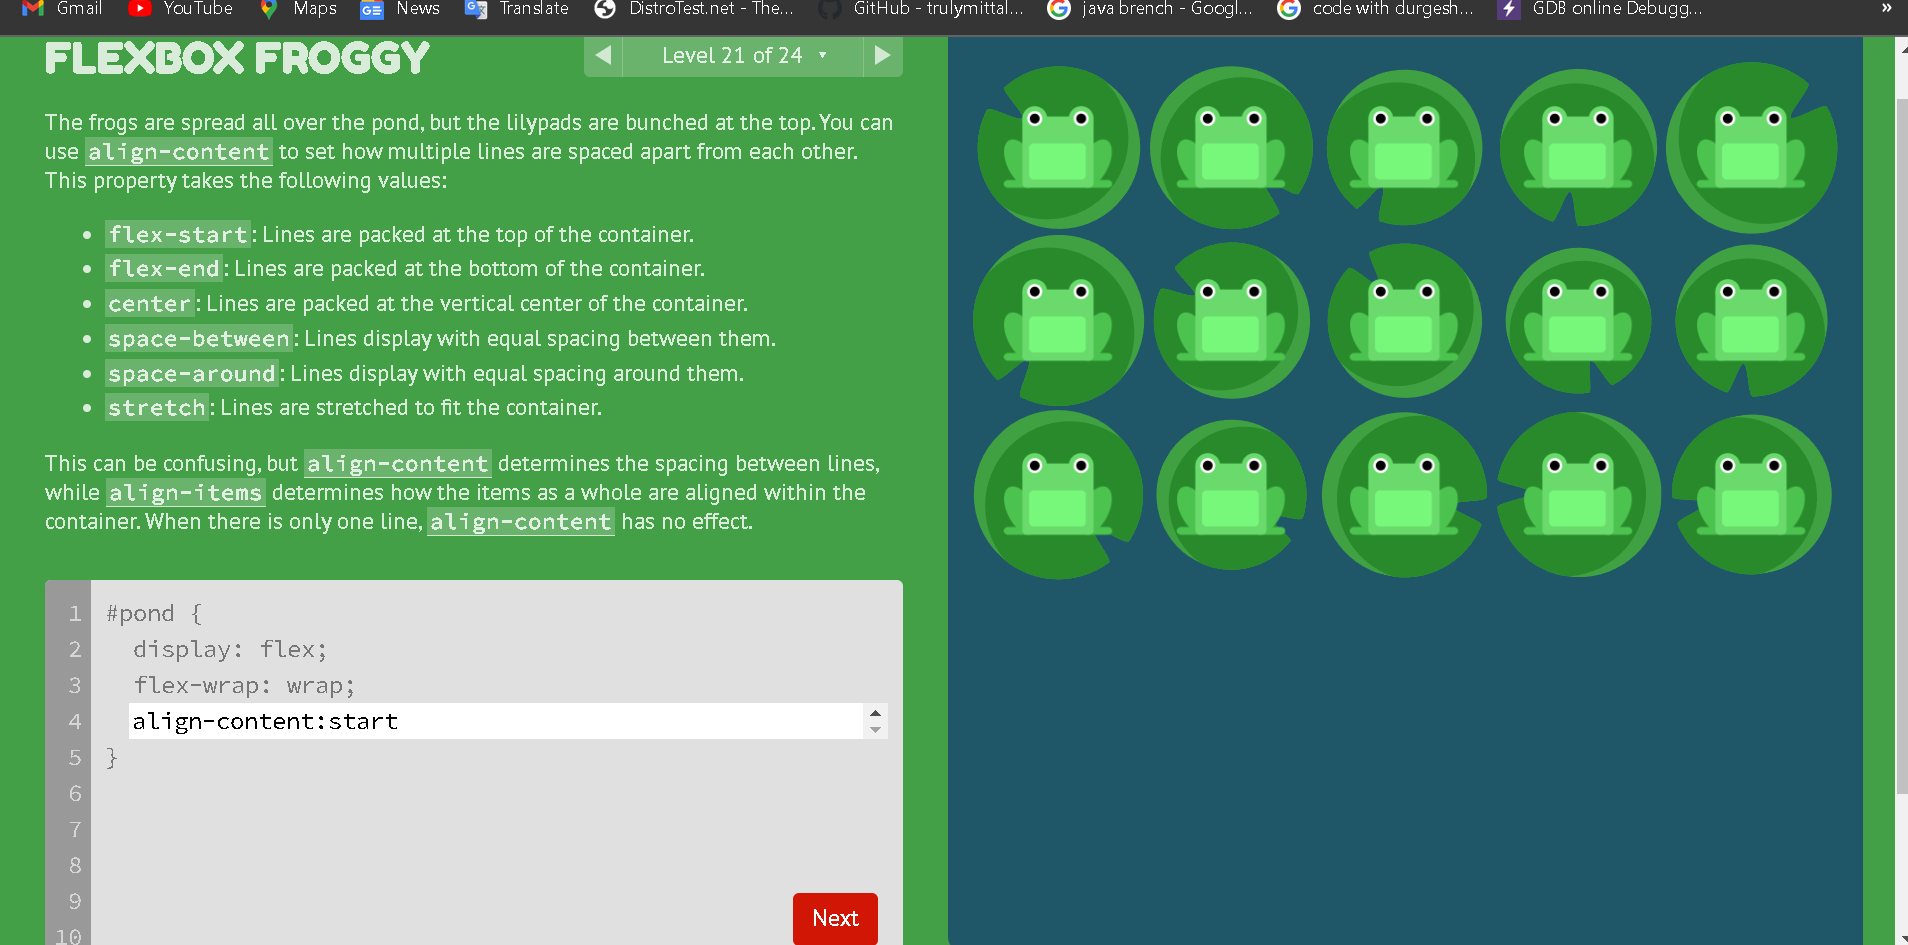 Gmail YouTube Maps News Translate DistroTest.net - The... GitHub - trulymittal... java brench - Googl... code with durgesh... GDB online Debugg... »
FLEXBOX FROGGY
Level 21 of 24
The frogs are spread all over the pond, but the lilypads are bunched at the top. You can
use align-content to set how multiple lines are spaced apart from each other.
This property takes the following values:
• flex-start: Lines are packed at the top of the container.
• flex-end: Lines are packed at the bottom of the container.
• center: Lines are packed at the vertical center of the container.
• space-between: Lines display with equal spacing between them.
• space-around: Lines display with equal spacing around them.
• stretch: Lines are stretched to fit the container.
This can be confusing, but align-content determines the spacing between lines,
while align-items determines how the items as a whole are aligned within the
container. When there is only one line, align-content has no effect.
1 #pond {
2 display: flex;
3 flex-wrap: wrap;
4 align-content:start
5 }
6
7
8
9
10
Next